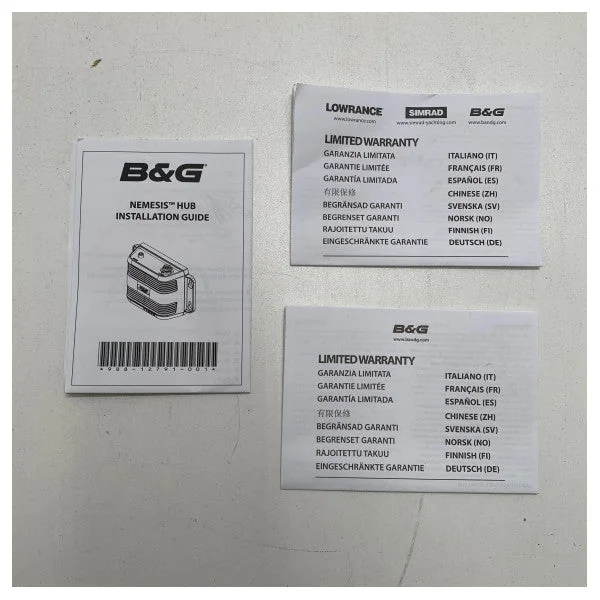 B&G
NEMESIS™ HUB
INSTALLATION GUIDE
*988-12791-001*
LOWRANCE SIMRAD B&G
www.lowrance.com www.simrad-yachting.com www.bandg.com
LIMITED WARRANTY
GARANZIA LIMITATA ITALIANO (IT)
GARANTIE LIMITÉE FRANÇAIS (FR)
GARANTÍA LIMITADA ESPAÑOL (ES)
有限保修 CHINESE (ZH)
BEGRÄNSAD GARANTI SVENSKA (SV)
BEGRENSET GARANTI NORSK (NO)
RAJOITETTU TAKUU FINNISH (FI)
EINGESCHRÄNKTE GARANTIE DEUTSCH (DE)
B&G
www.bandg.com
LIMITED WARRANTY
GARANZIA LIMITATA ITALIANO (IT)
GARANTIE LIMITÉE FRANÇAIS (FR)
GARANTÍA LIMITADA ESPAÑOL (ES)
有限保修 CHINESE (ZH)
BEGRÄNSAD GARANTI SVENSKA (SV)
BEGRENSET GARANTI NORSK (NO)
RAJOITETTU TAKUU FINNISH (FI)
EINGESCHRÄNKTE GARANTIE DEUTSCH (DE)